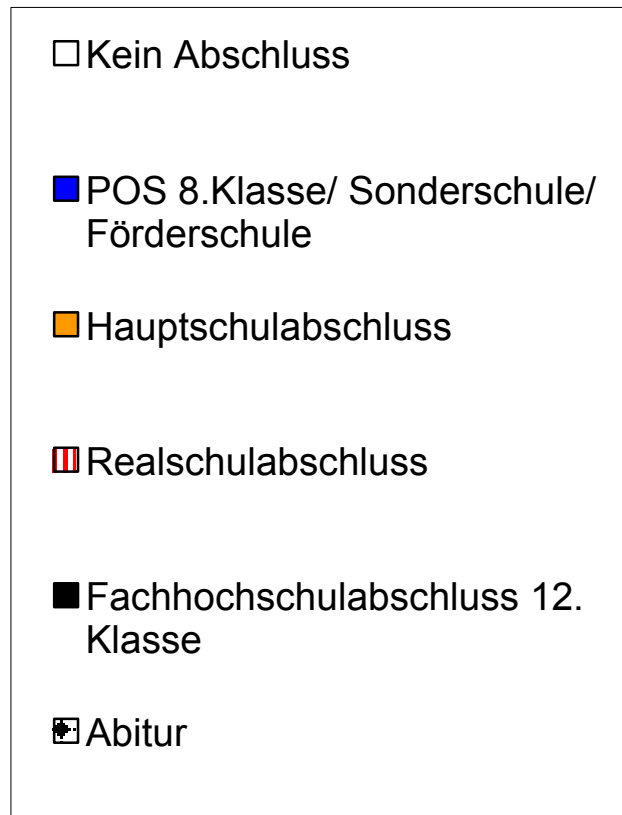 Kein Abschluss
POS 8.Klasse/ Sonderschule/
Förderschule
Hauptschulabschluss
Realschulabschluss
Fachhochschulabschluss 12.
Klasse
Abitur